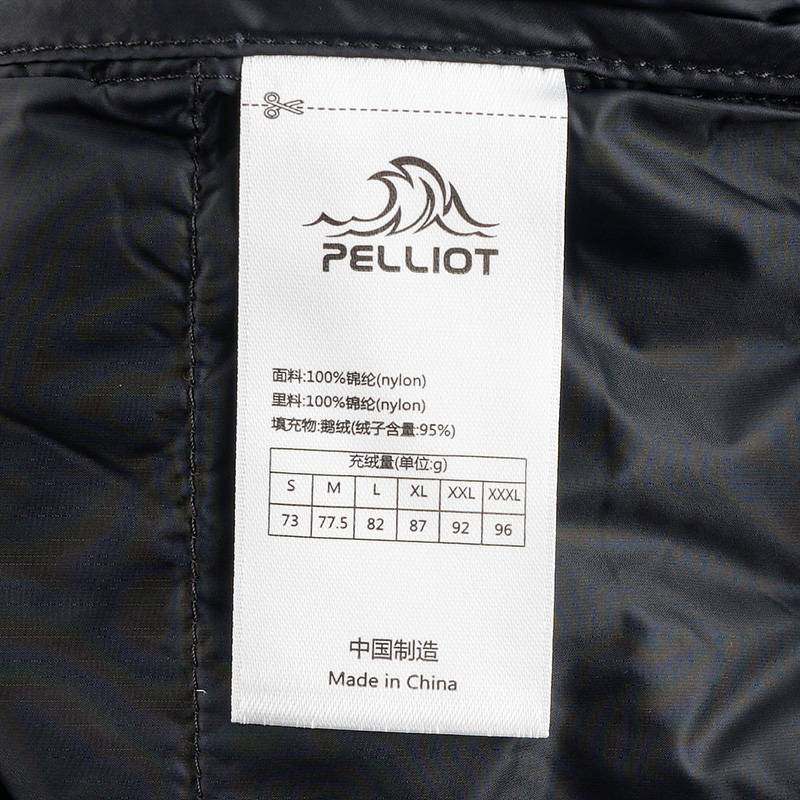 PELLIOT
面料:100%锦纶(nylon)
里料:100%锦纶(nylon)
填充物:鹅绒(绒子含量:95%)
充绒量(单位:g)
S M L XL XXL XXXL
73 77.5 82 87 92 96
中国制造
Made in China